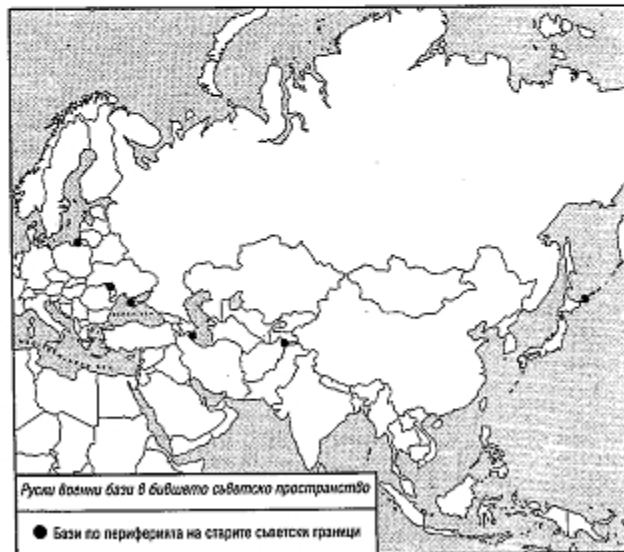 Руски военни бази в бившето съветско пространство
Бази по периферията на старите съветски граници